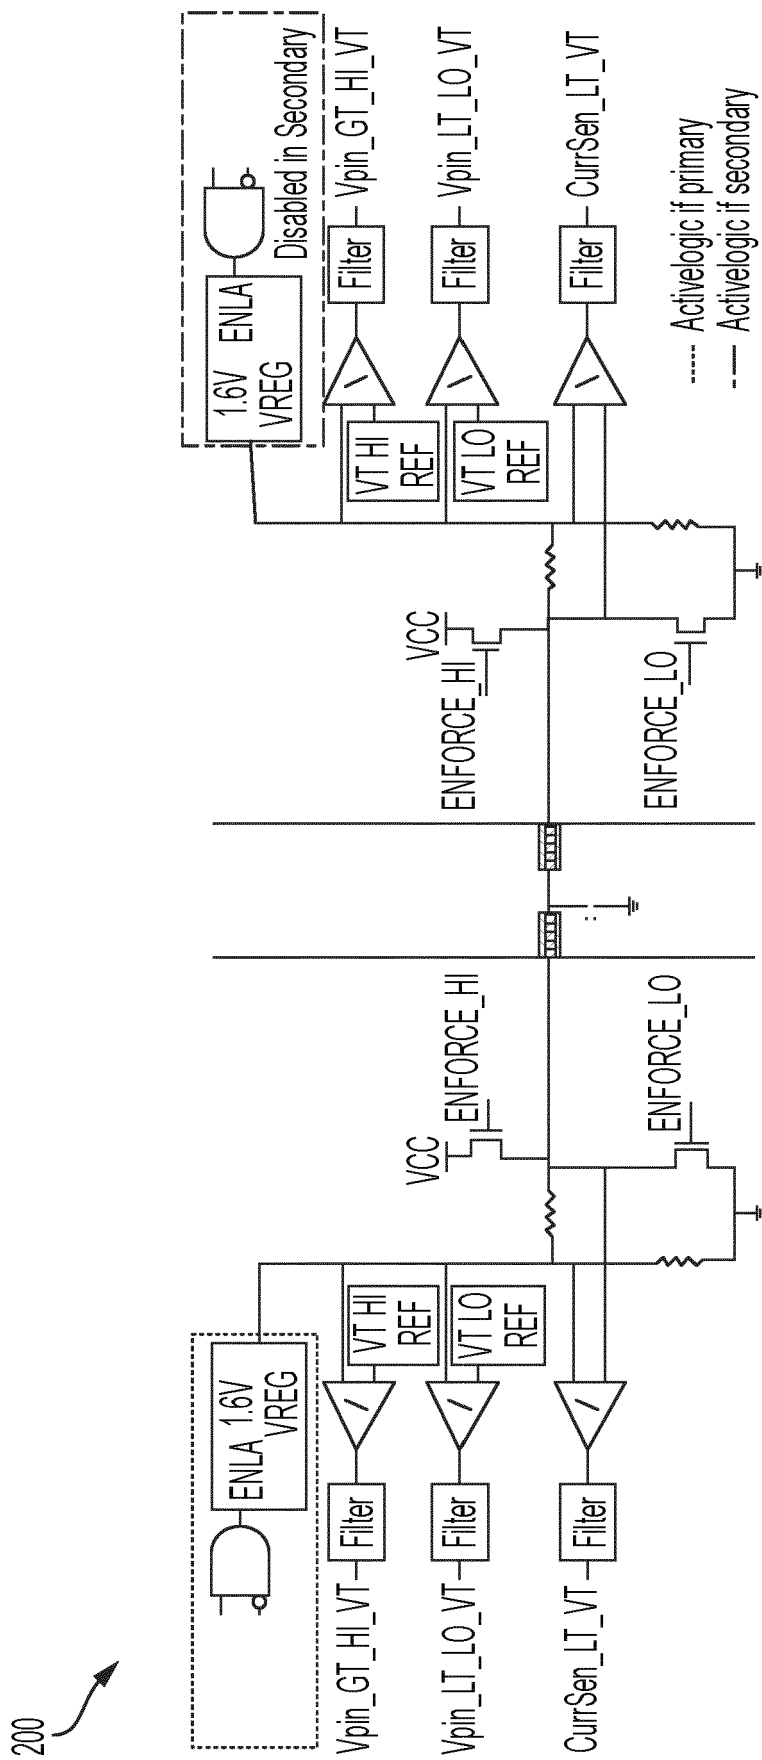 200
ENLA 1.6V
VREG
Vpin_GT_HI_VT
Filter
VT HI
REF
Vpin_LT_LO_VT
Filter
VT LO
REF
CurrSen_LT_VT
Filter
VCC
ENFORCE_HI
ENFORCE_LO
VCC
ENFORCE_HI
ENFORCE_LO
1.6V ENLA
VREG
Disabled in Secondary
VT HI
REF
Filter
Vpin_GT_HI_VT
VT LO
REF
Filter
Vpin_LT_LO_VT
Filter
CurrSen_LT_VT
Activelogic if primary
Activelogic if secondary